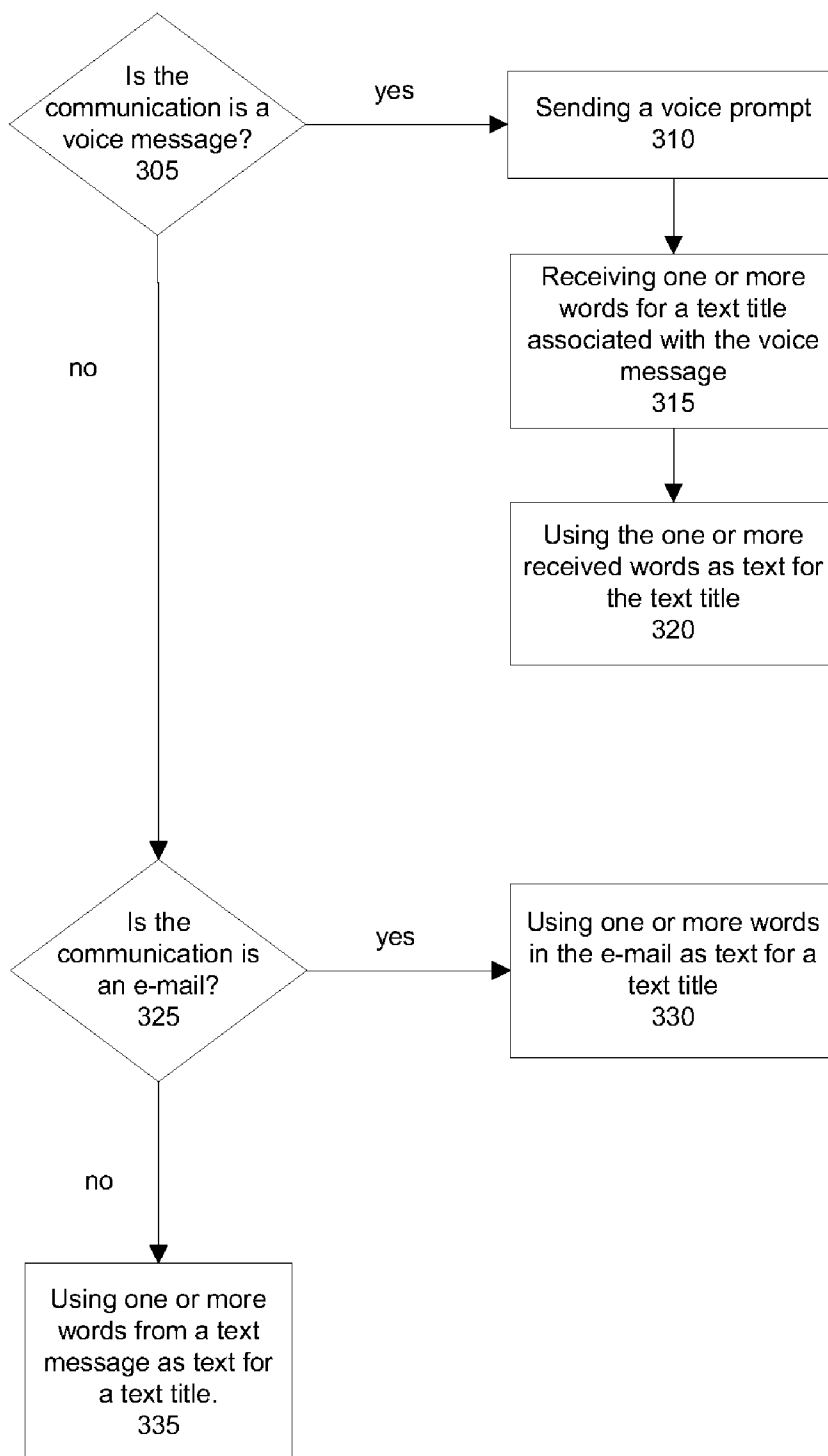 Is the
communication is a
voice message?
305
yes
Sending a voice prompt
310
Receiving one or more
words for a text title
associated with the voice
message
315
no
Using the one or more
received words as text for
the text title
320
Is the
communication is
an e-mail?
325
yes
Using one or more words
in the e-mail as text for a
text title
330
no
Using one or more
words from a text
message as text for
a text title.
335